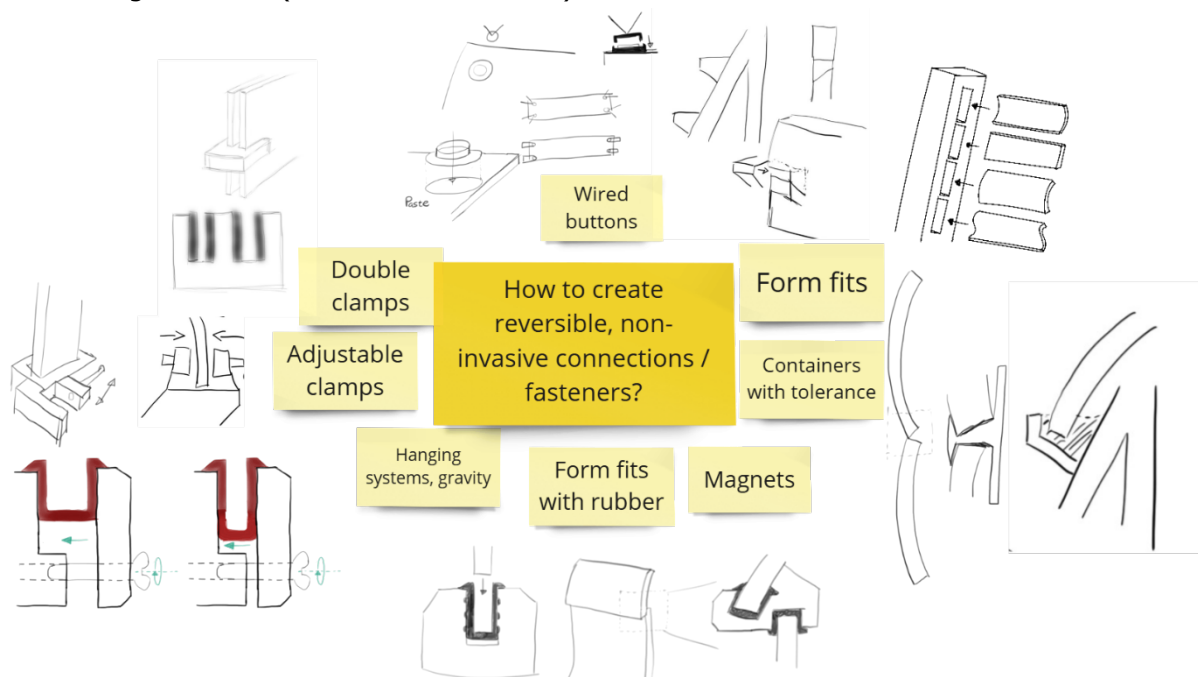 Paste
Wired
buttons
Double
clamps
How to create
reversible, non-
invasive connections /
fasteners?
Form fits
Adjustable
clamps
Containers
with tolerance
Hanging
systems, gravity
Form fits
with rubber
Magnets